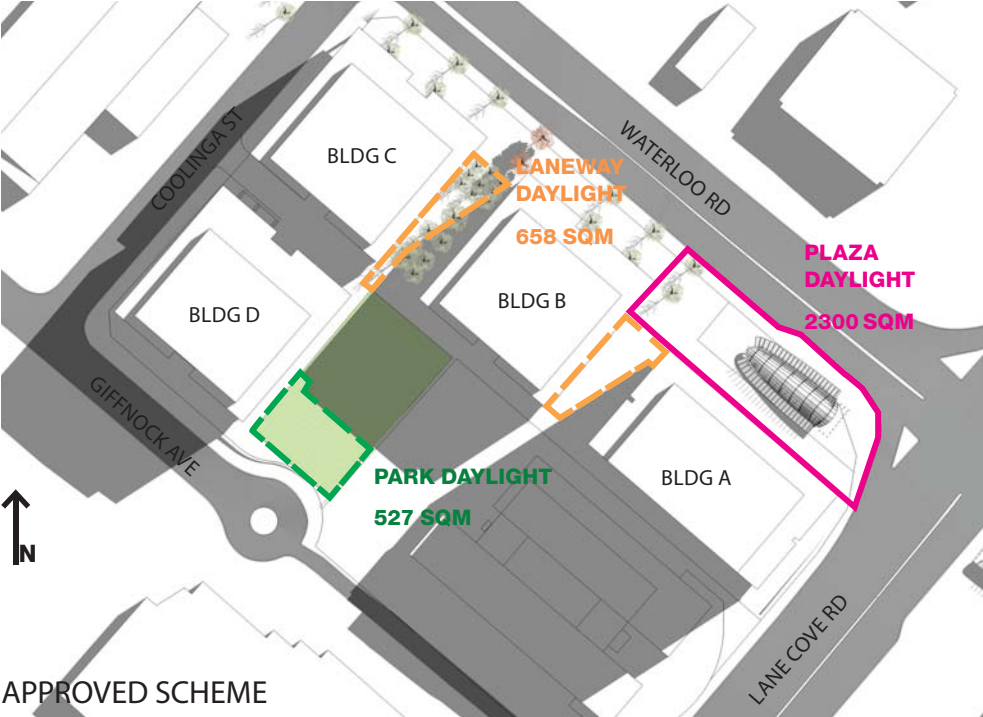 COOLINGA ST
WATERLOO RD
BLDG C
LANEWAY
DAYLIGHT
658 SQM
PLAZA
DAYLIGHT
2300 SQM
BLDG B
BLDG D
GIFFNOCK AVE
BLDG A
PARK DAYLIGHT
527 SQM
N
LANE COVE RD
APPROVED SCHEME